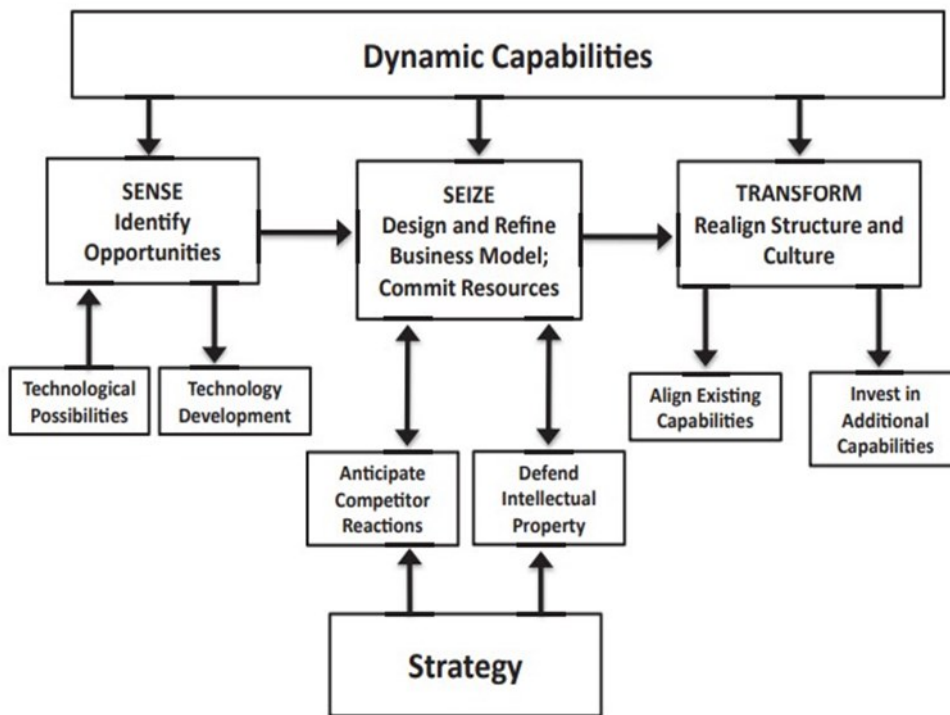 Dynamic Capabilities
SENSE
Identify
Opportunities
SEIZE
Design and Refine
Business Model;
Commit Resources
TRANSFORM
Realign Structure and
Culture
Technological
Possibilities
Technology
Development
Align Existing
Capabilities
Invest in
Additional
Capabilities
Anticipate
Competitor
Reactions
Defend
Intellectual
Property
Strategy